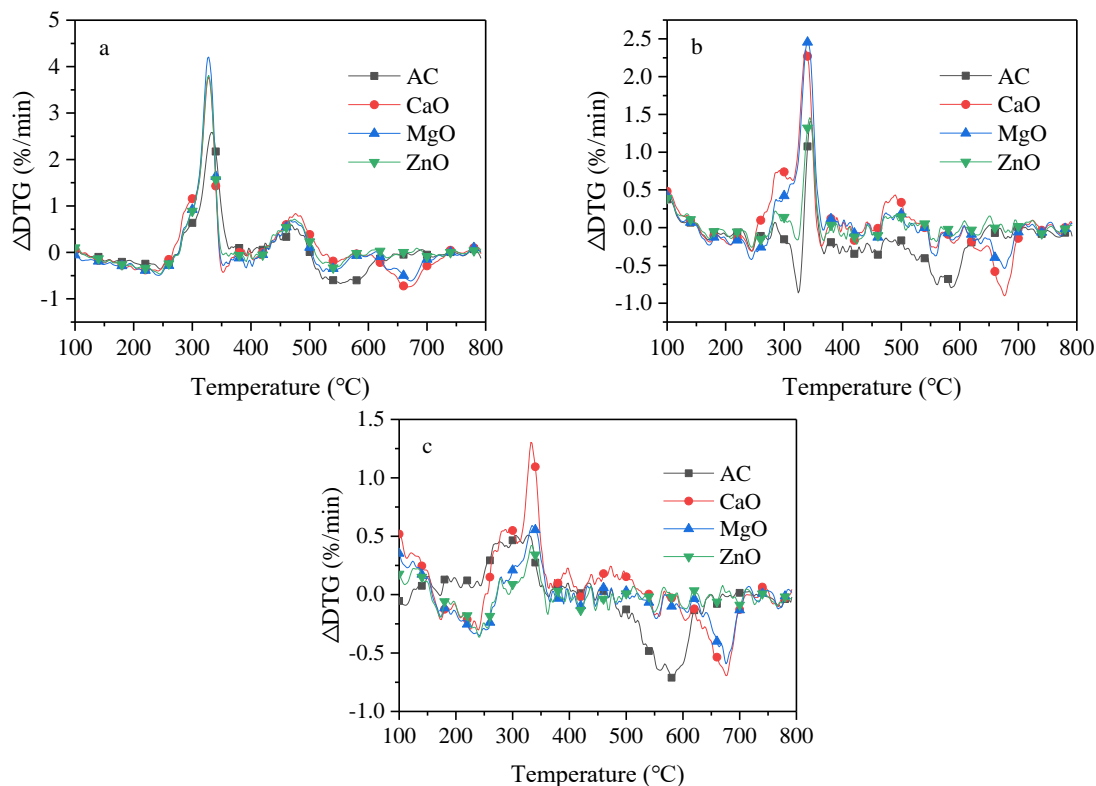 a
AC
CaO
MgO
ZnO
5
4
3
2
1
0
-1
ΔDTG (%/min)
100 200 300 400 500 600 700 800
Temperature (℃)
b
AC
CaO
MgO
ZnO
2.5
2.0
1.5
1.0
0.5
0.0
-0.5
-1.0
ΔDTG (%/min)
100 200 300 400 500 600 700 800
Temperature (℃)
c
AC
CaO
MgO
ZnO
1.5
1.0
0.5
0.0
-0.5
-1.0
ΔDTG (%/min)
100 200 300 400 500 600 700 800
Temperature (℃)